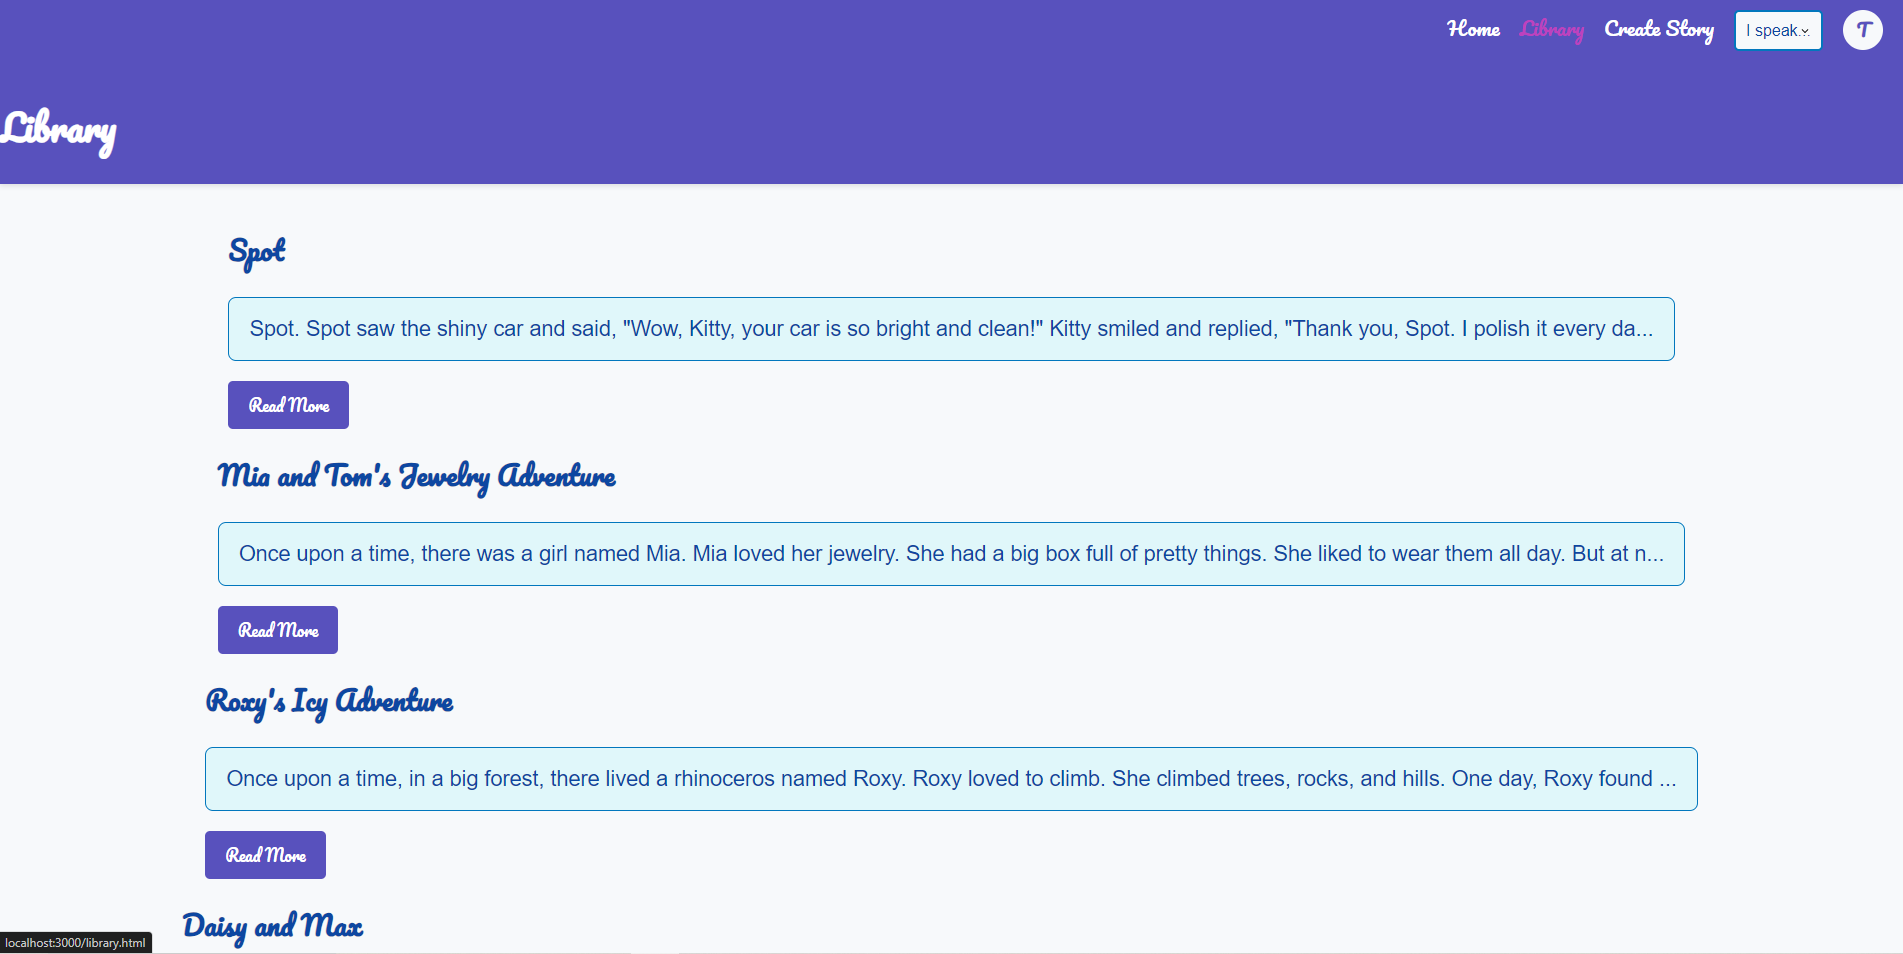 Home Library Create Story I speak... T
Library
Spot
Spot. Spot saw the shiny car and said, "Wow, Kitty, your car is so bright and clean!" Kitty smiled and replied, "Thank you, Spot. I polish it every da...
Read More
Mia and Tom's Jewelry Adventure
Once upon a time, there was a girl named Mia. Mia loved her jewelry. She had a big box full of pretty things. She liked to wear them all day. But at n...
Read More
Roxy's Icy Adventure
Once upon a time, in a big forest, there lived a rhinoceros named Roxy. Roxy loved to climb. She climbed trees, rocks, and hills. One day, Roxy found ...
Read More
Daisy and Max
localhost:3000/library.html